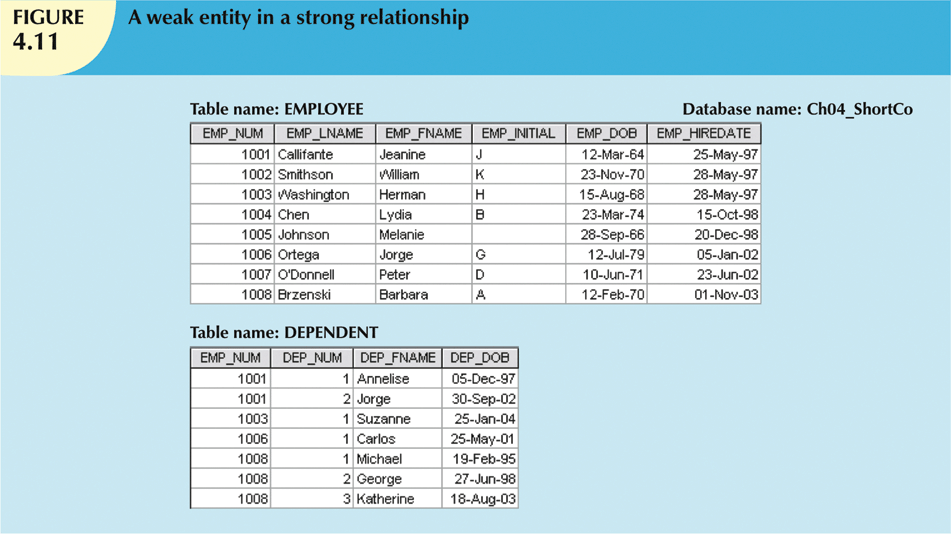 FIGURE 4.11
A weak entity in a strong relationship
Table name: EMPLOYEE
Database name: Ch04_ShortCo
EMP_NUM EMP_LNAME EMP_FNAME EMP_INITIAL EMP_DOB EMP_HIREDATE
1001 Callifante Jeanine J 12-Mar-64 25-May-97
1002 Smithson William K 23-Nov-70 28-May-97
1003 Washington Herman H 15-Aug-68 28-May-97
1004 Chen Lydia B 23-Mar-74 15-Oct-98
1005 Johnson Melanie 28-Sep-66 20-Dec-98
1006 Ortega Jorge G 12-Jul-79 05-Jan-02
1007 O'Donnell Peter D 10-Jun-71 23-Jun-02
1008 Brzenski Barbara A 12-Feb-70 01-Nov-03
Table name: DEPENDENT
EMP_NUM DEP_NUM DEP_FNAME DEP_DOB
1001 1 Annelise 05-Dec-97
1001 2 Jorge 30-Sep-02
1003 1 Suzanne 25-Jan-04
1006 1 Carlos 25-May-01
1008 1 Michael 19-Feb-95
1008 2 George 27-Jun-98
1008 3 Katherine 18-Aug-03